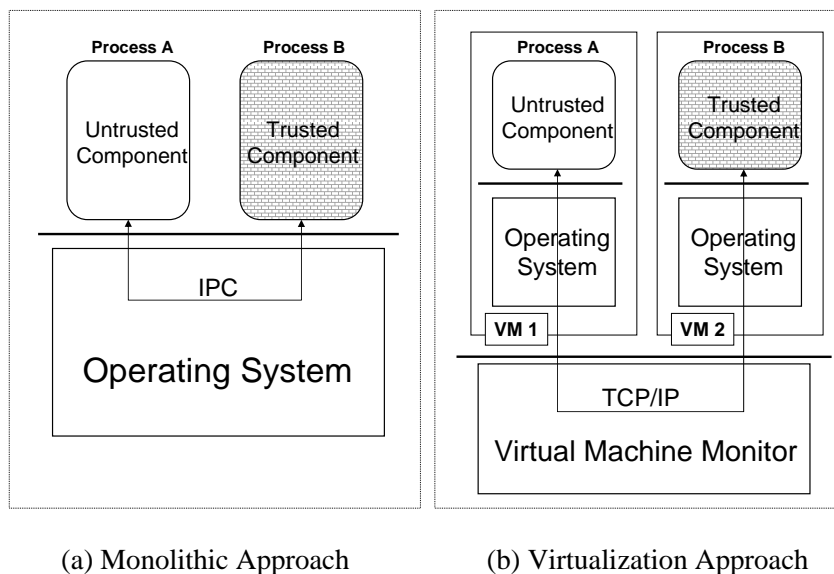 Process A
Process B
Untrusted
Component
Trusted
Component
IPC
Operating System
(a) Monolithic Approach
Process A
Process B
Untrusted
Component
Trusted
Component
Operating
System
Operating
System
VM 1
VM 2
TCP/IP
Virtual Machine Monitor
(b) Virtualization Approach